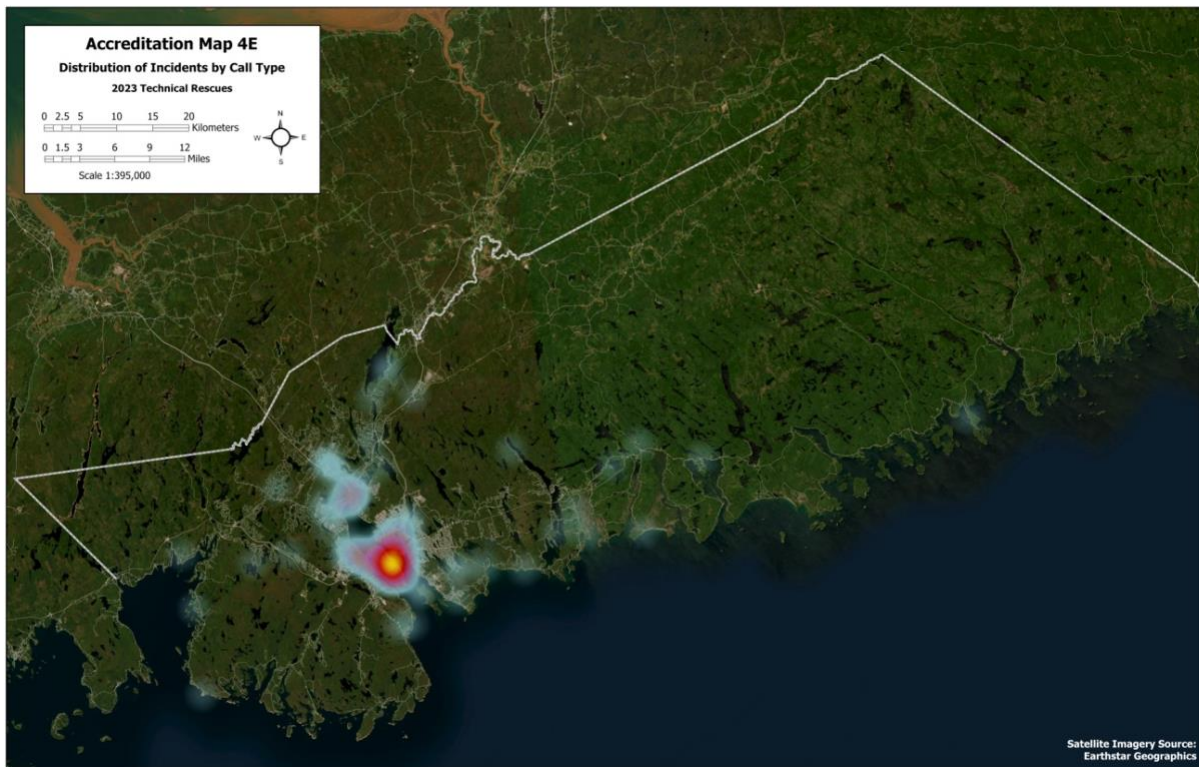 Accreditation Map 4E
Distribution of Incidents by Call Type
2023 Technical Rescues
0 2.5 5 10 15 20
Kilometers
0 1.5 3 6 9 12
Miles
Scale 1:395,000
N
W E
S
Satellite Imagery Source:
Earthstar Geographics